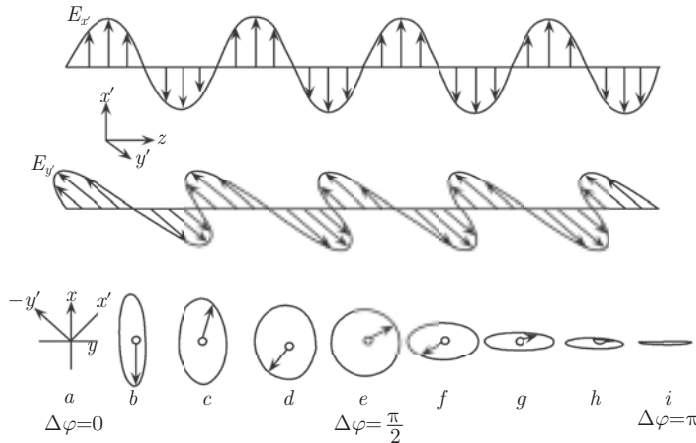 E_{x′}
x′
z
y′
E_{y′}
−y′ x x′
y
a b c d e f g h i
Δφ=0 Δφ=π/2 Δφ=π